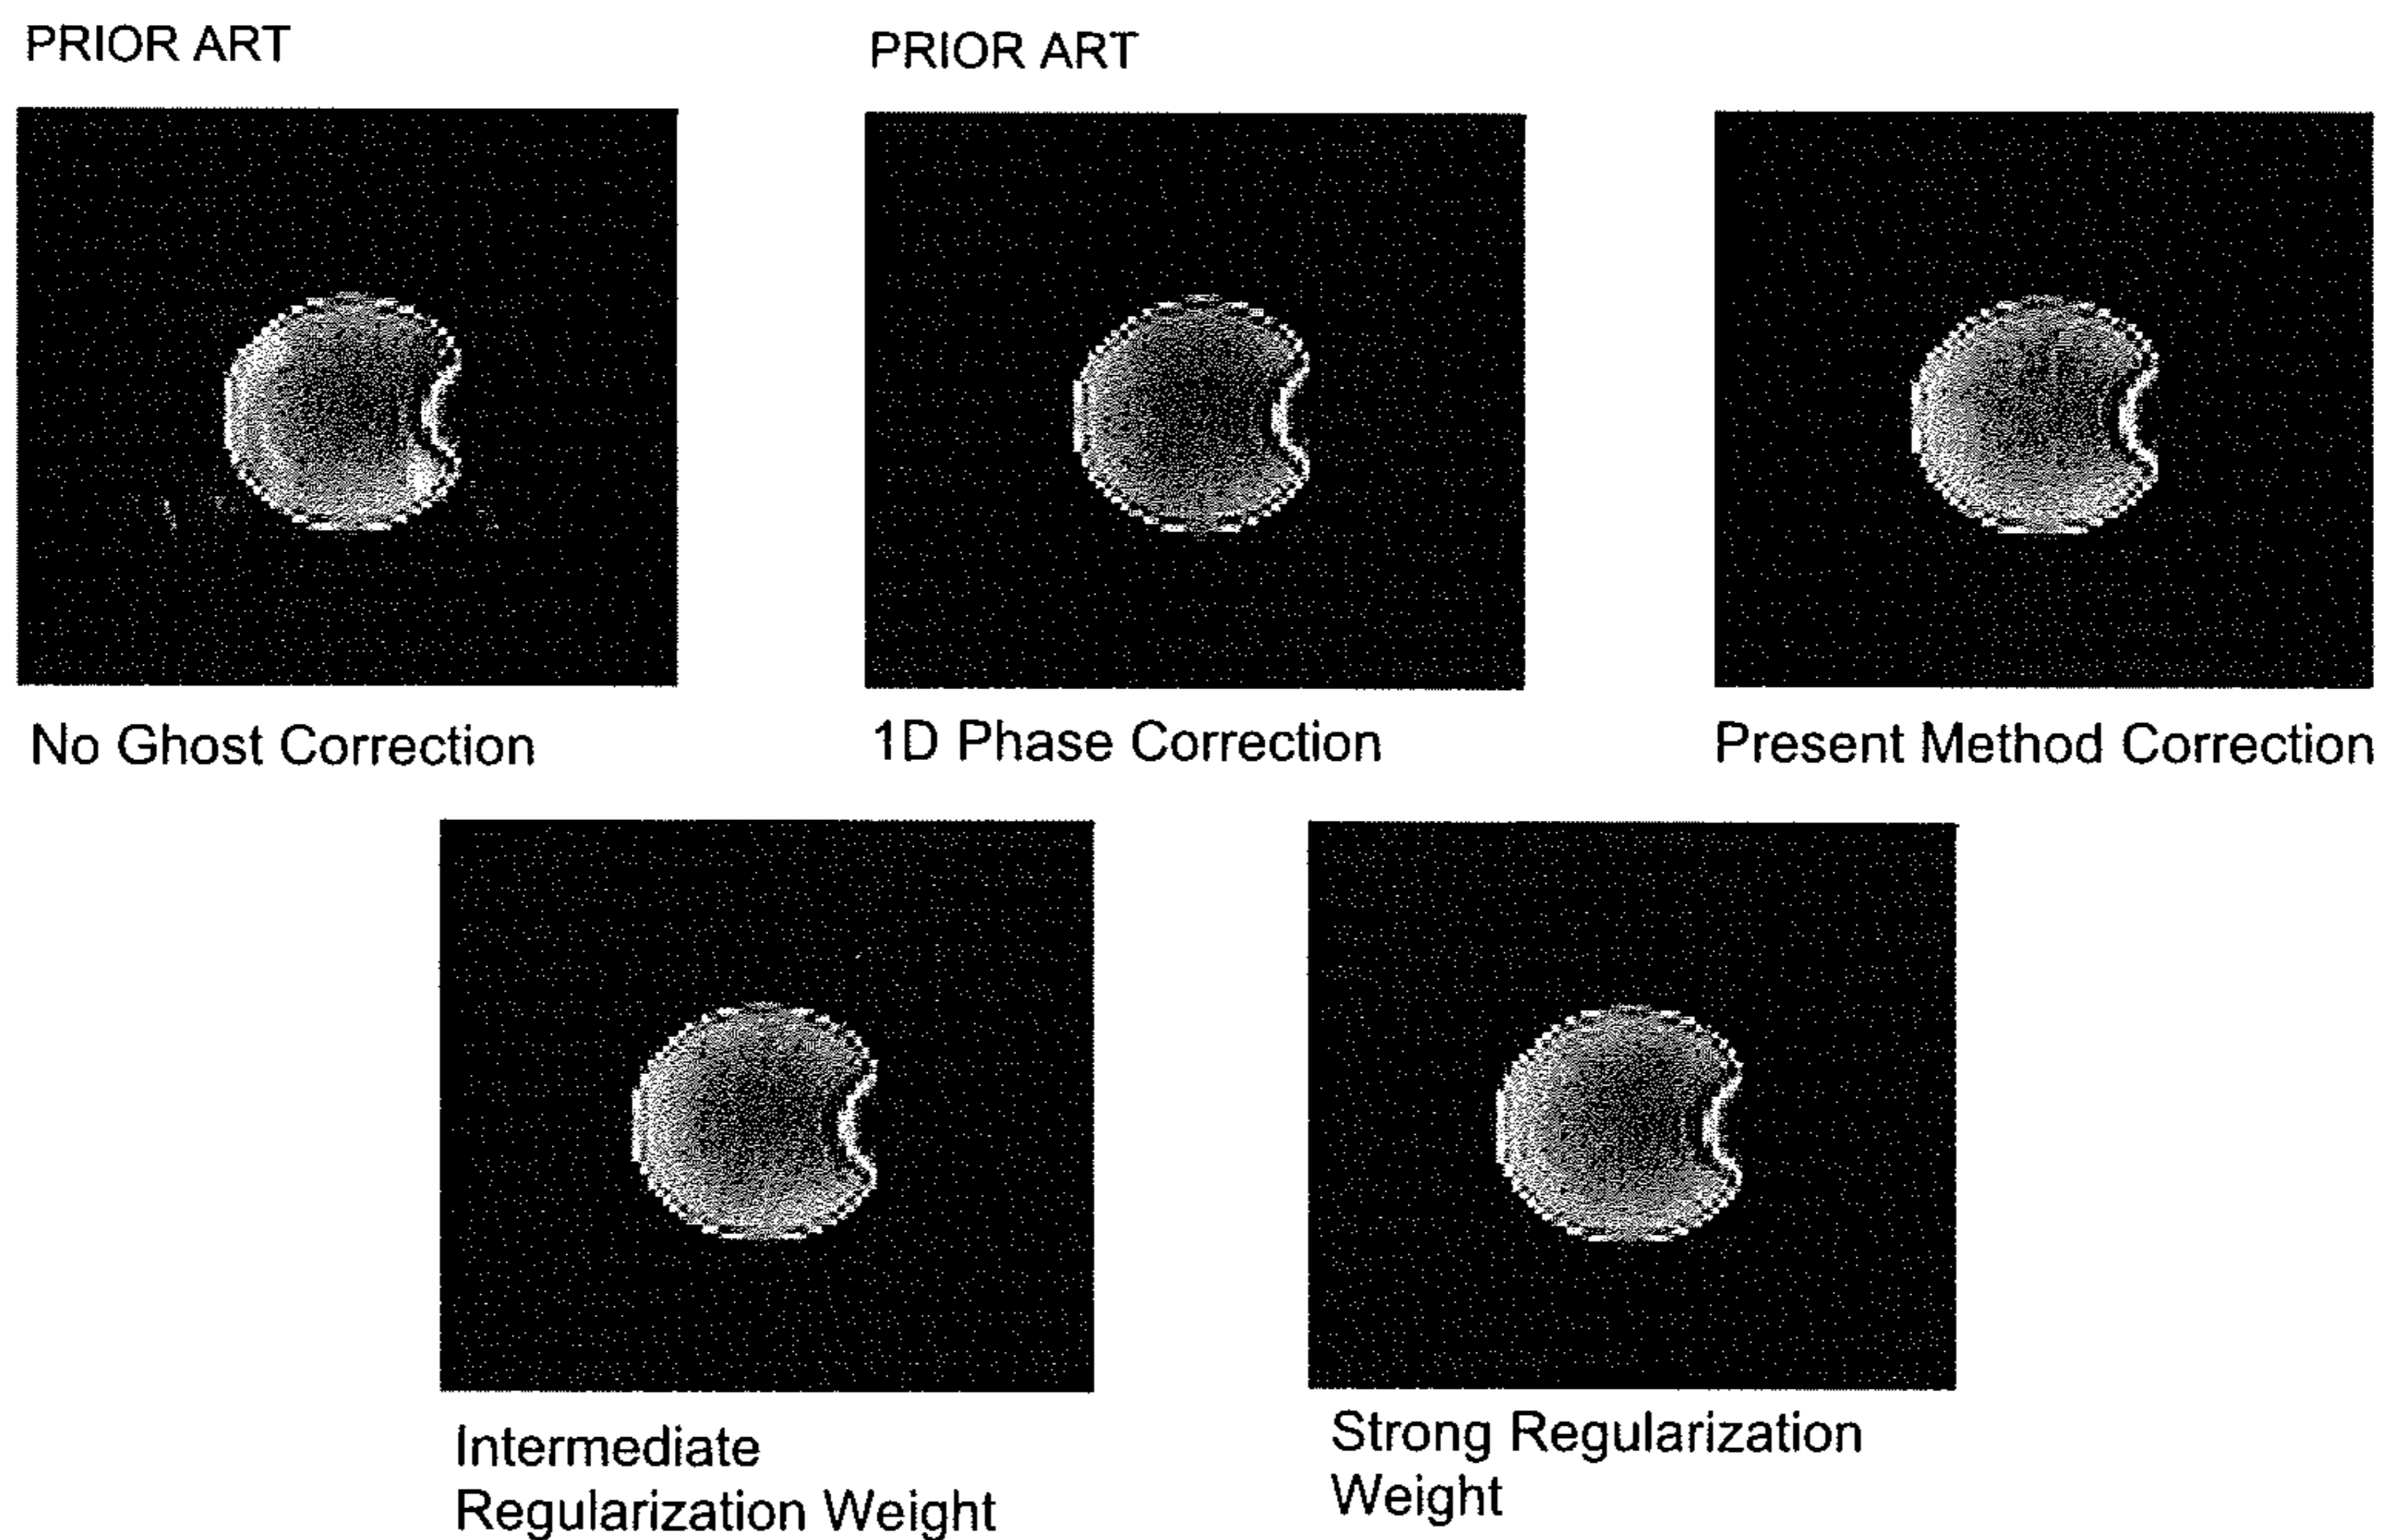 PRIOR ART
PRIOR ART
No Ghost Correction
1D Phase Correction
Present Method Correction
Intermediate
Regularization Weight
Strong Regularization
Weight